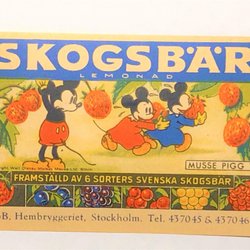 SKOGSBÄR
LEMONAD
MUSSE PIGG
FRAMSTÄLLD AV 6 SORTERS SVENSKA SKOGSBÄR
B, Hembryggeriet, Stockholm. Tel. 437045 & 437046